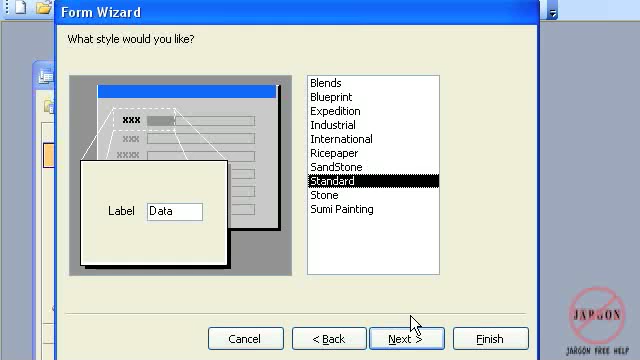 Form Wizard
What style would you like?
xxx
xxx
xxxx
Label
Data
Blends
Blueprint
Expedition
Industrial
International
Ricepaper
SandStone
Standard
Stone
Sumi Painting
Cancel
< Back
Next >
Finish
JARGON
JARGON FREE HELP